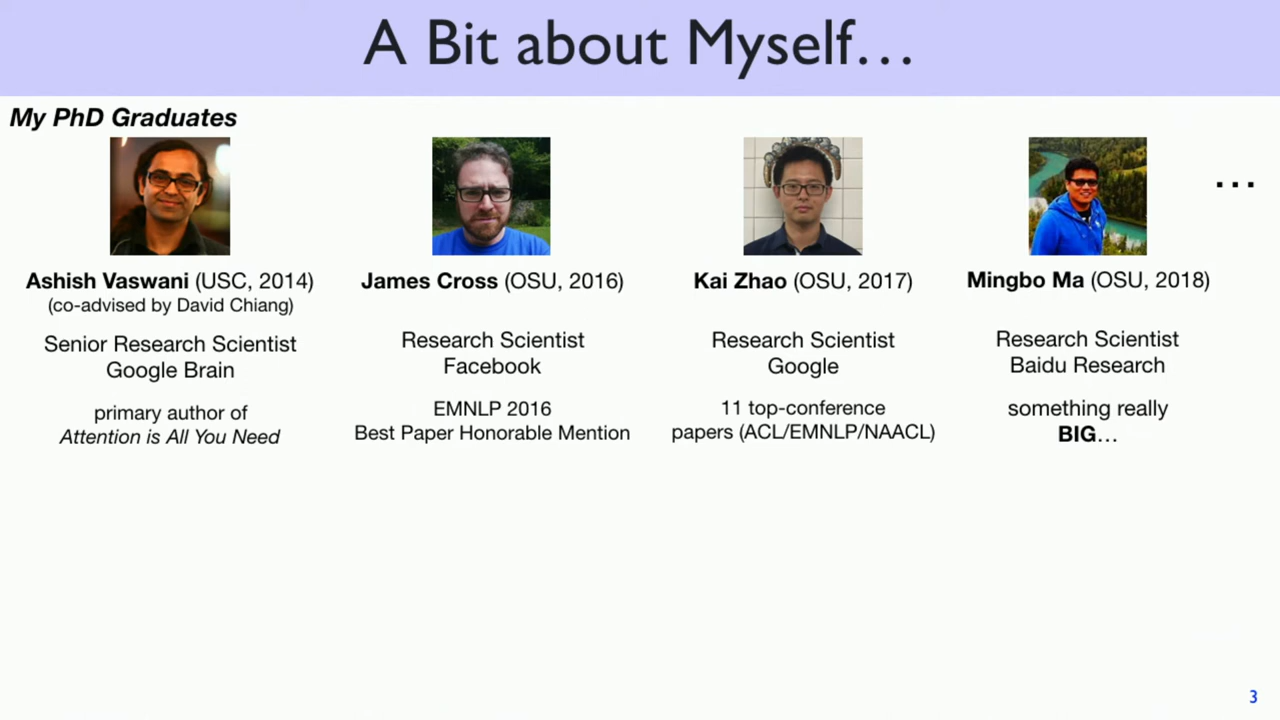 A Bit about Myself…
My PhD Graduates
...
Ashish Vaswani (USC, 2014)
(co-advised by David Chiang)
Senior Research Scientist
Google Brain
primary author of
Attention is All You Need
James Cross (OSU, 2016)
Research Scientist
Facebook
EMNLP 2016
Best Paper Honorable Mention
Kai Zhao (OSU, 2017)
Research Scientist
Google
11 top-conference
papers (ACL/EMNLP/NAACL)
Mingbo Ma (OSU, 2018)
Research Scientist
Baidu Research
something really
BIG…
3